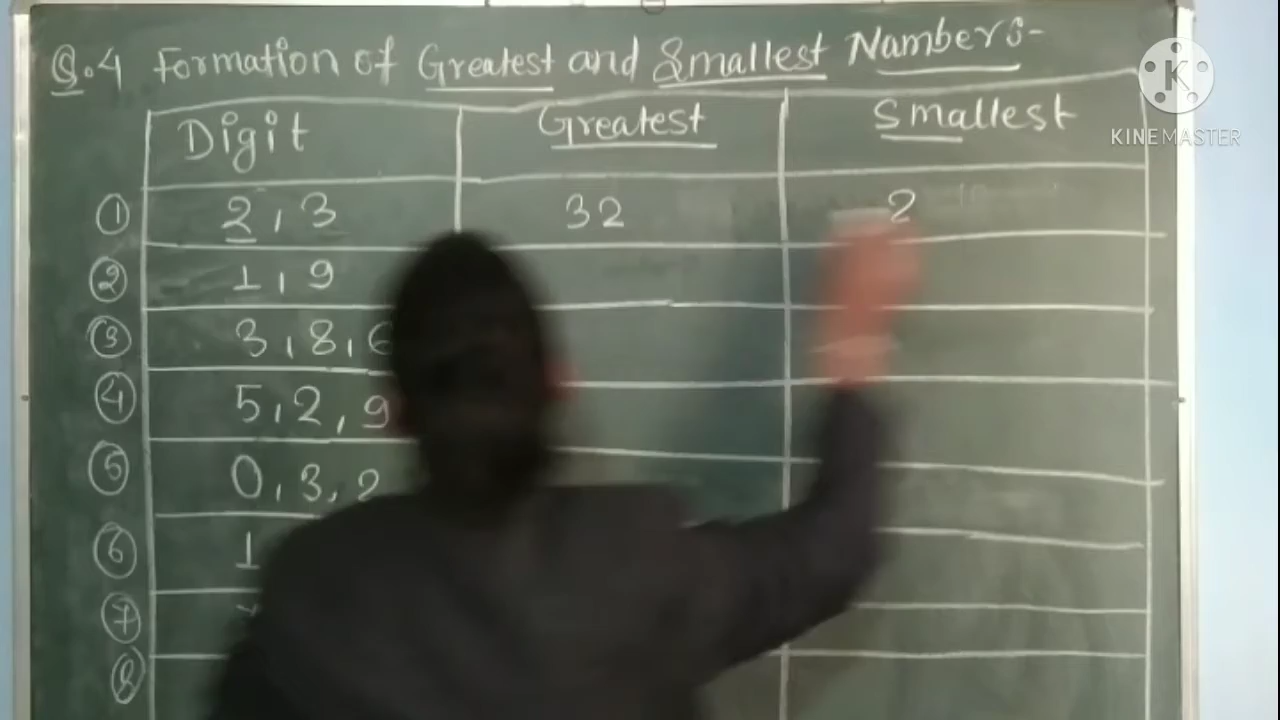 Q.4 Formation of Greatest and Smallest Numbers:-
Digit Greatest Smallest
① 2, 3 32 2
② 1, 9
③ 3, 8, 6
④ 5, 2, 9
⑤ 0, 3, 2
⑥ 1
⑦
⑧
K
KINEMASTER